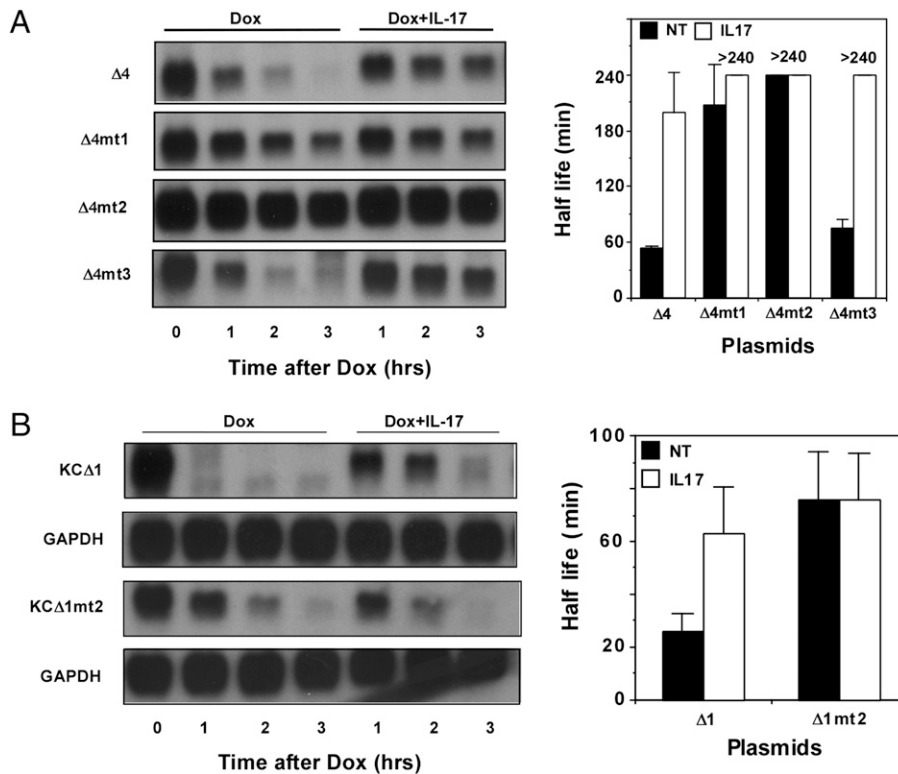 A
Dox
Dox+IL-17
Δ4
Δ4mt1
Δ4mt2
Δ4mt3
0 1 2 3 1 2 3
Time after Dox (hrs)
NT IL17
>240 >240 >240
240
180
120
60
0
Half life (min)
Δ4 Δ4mt1 Δ4mt2 Δ4mt3
Plasmids
B
Dox
Dox+IL-17
KCΔ1
GAPDH
KCΔ1mt2
GAPDH
0 1 2 3 1 2 3
Time after Dox (hrs)
NT
IL17
100
60
20
0
Half life (min)
Δ1 Δ1mt2
Plasmids